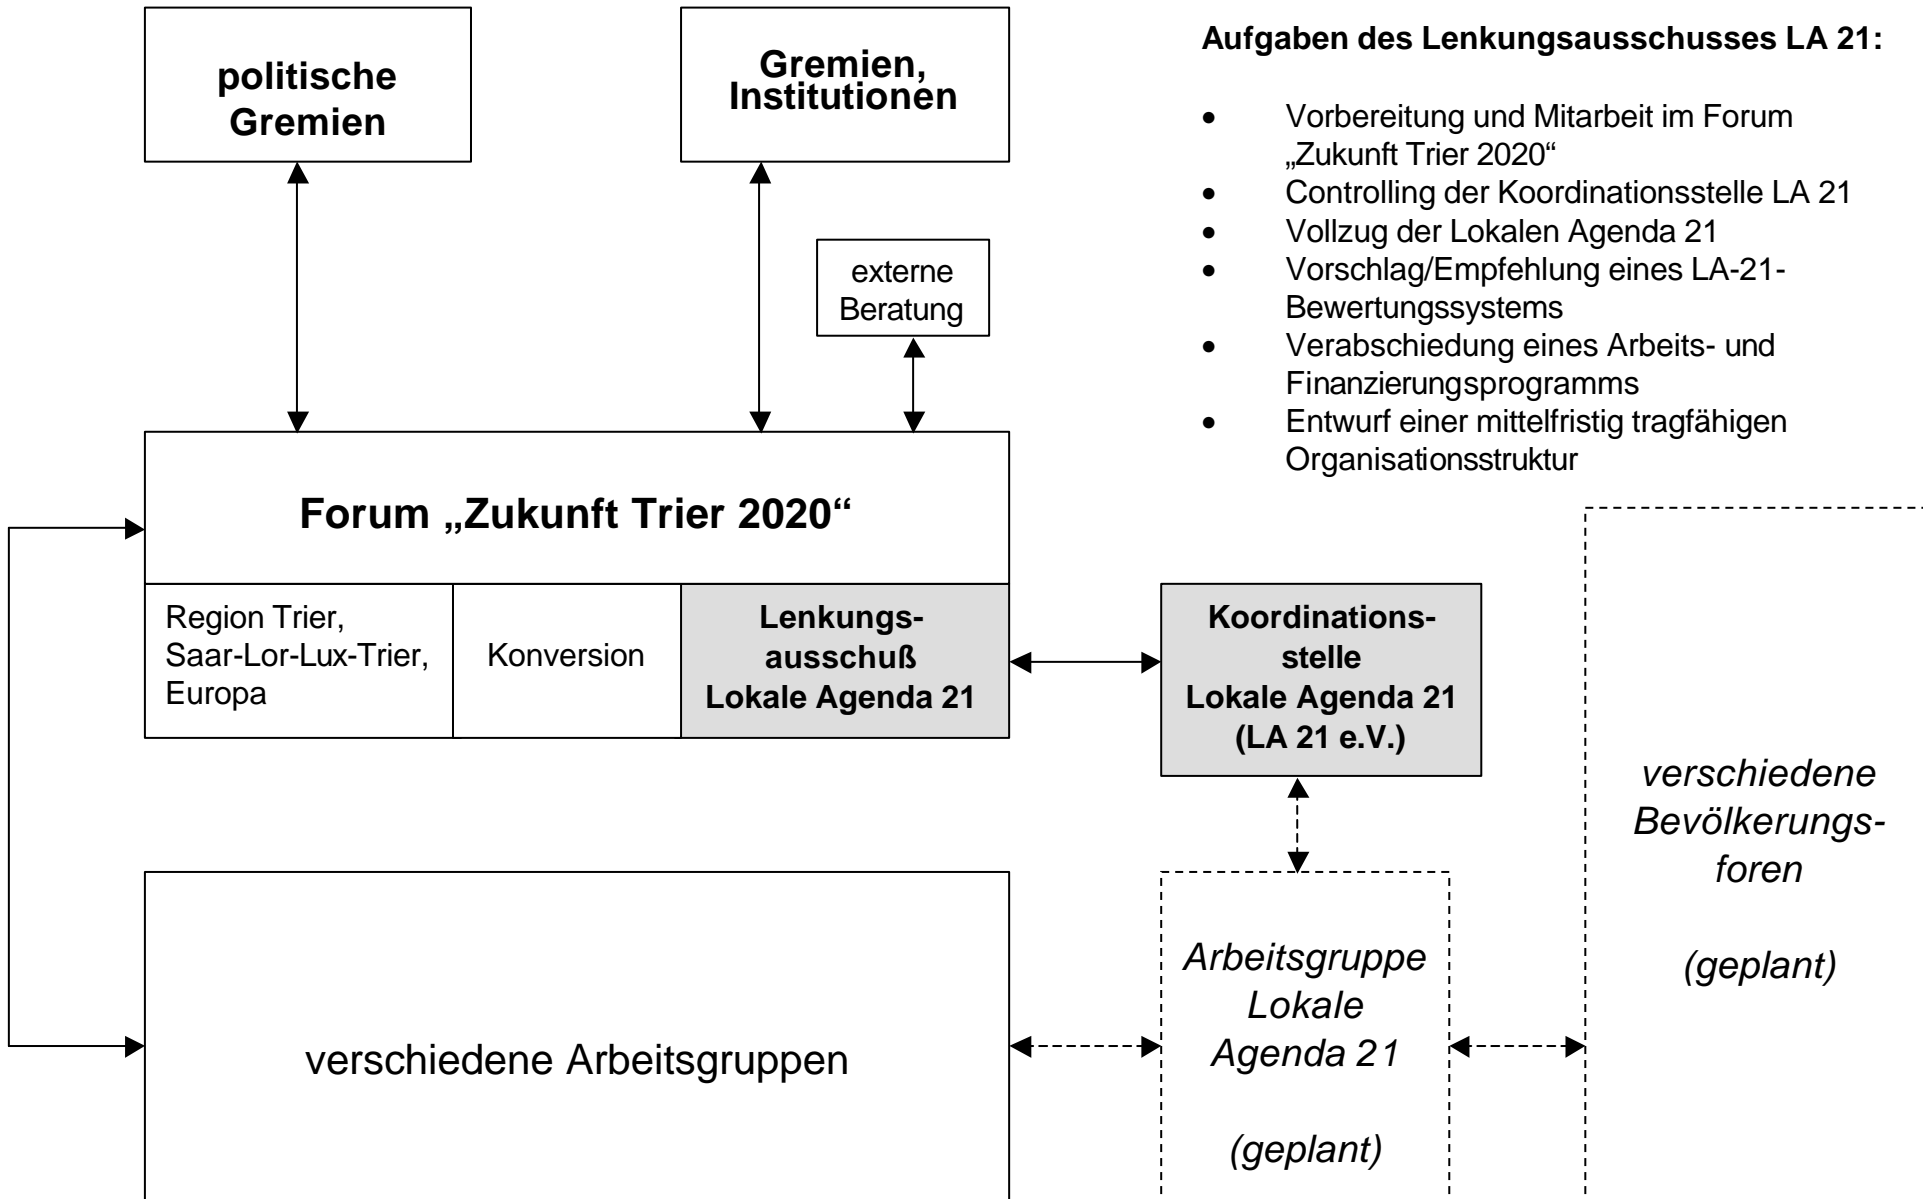 politische
Gremien
Gremien,
Institutionen
externe
Beratung
Aufgaben des Lenkungsausschusses LA 21:
• Vorbereitung und Mitarbeit im Forum
„Zukunft Trier 2020“
• Controlling der Koordinationsstelle LA 21
• Vollzug der Lokalen Agenda 21
• Vorschlag/Empfehlung eines LA-21-
Bewertungssystems
• Verabschiedung eines Arbeits- und
Finanzierungsprogramms
• Entwurf einer mittelfristig tragfähigen
Organisationsstruktur
Forum „Zukunft Trier 2020“
Region Trier,
Saar-Lor-Lux-Trier,
Europa
Konversion
Lenkungs-
ausschuß
Lokale Agenda 21
Koordinations-
stelle
Lokale Agenda 21
(LA 21 e.V.)
verschiedene Arbeitsgruppen
Arbeitsgruppe
Lokale
Agenda 21
(geplant)
verschiedene
Bevölkerungs-
foren
(geplant)